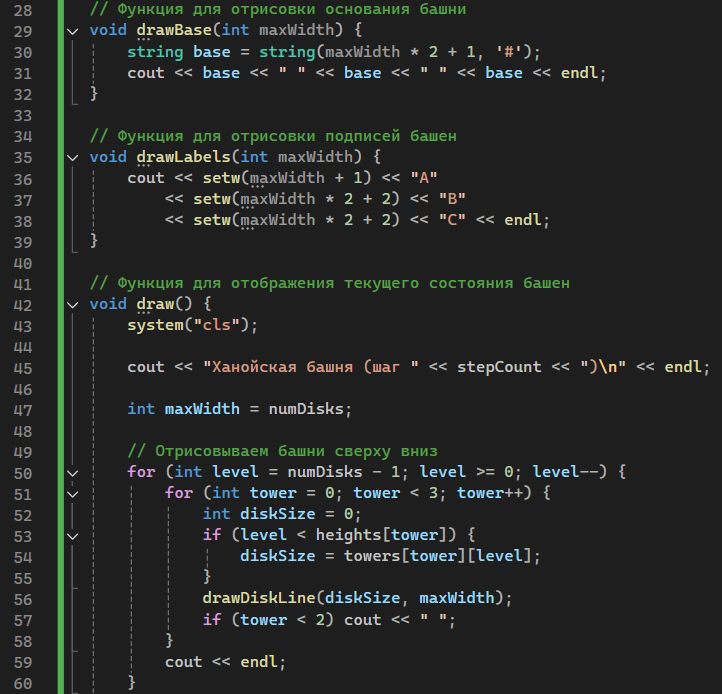 28 // Функция для отрисовки основания башни
29 void drawBase(int maxWidth) {
30     string base = string(maxWidth * 2 + 1, '#');
31     cout << base << " " << base << " " << base << endl;
32 }
33
34 // Функция для отрисовки подписей башен
35 void drawLabels(int maxWidth) {
36     cout << setw(maxWidth + 1) << "A"
37         << setw(maxWidth * 2 + 2) << "B"
38         << setw(maxWidth * 2 + 2) << "C" << endl;
39 }
40
41 // Функция для отображения текущего состояния башен
42 void draw() {
43     system("cls");
44
45     cout << "Ханойская башня (шаг " << stepCount << ")\n" << endl;
46
47     int maxWidth = numDisks;
48
49     // Отрисовываем башни сверху вниз
50     for (int level = numDisks - 1; level >= 0; level--) {
51         for (int tower = 0; tower < 3; tower++) {
52             int diskSize = 0;
53             if (level < heights[tower]) {
54                 diskSize = towers[tower][level];
55             }
56             drawDiskLine(diskSize, maxWidth);
57             if (tower < 2) cout << " ";
58         }
59         cout << endl;
60     }